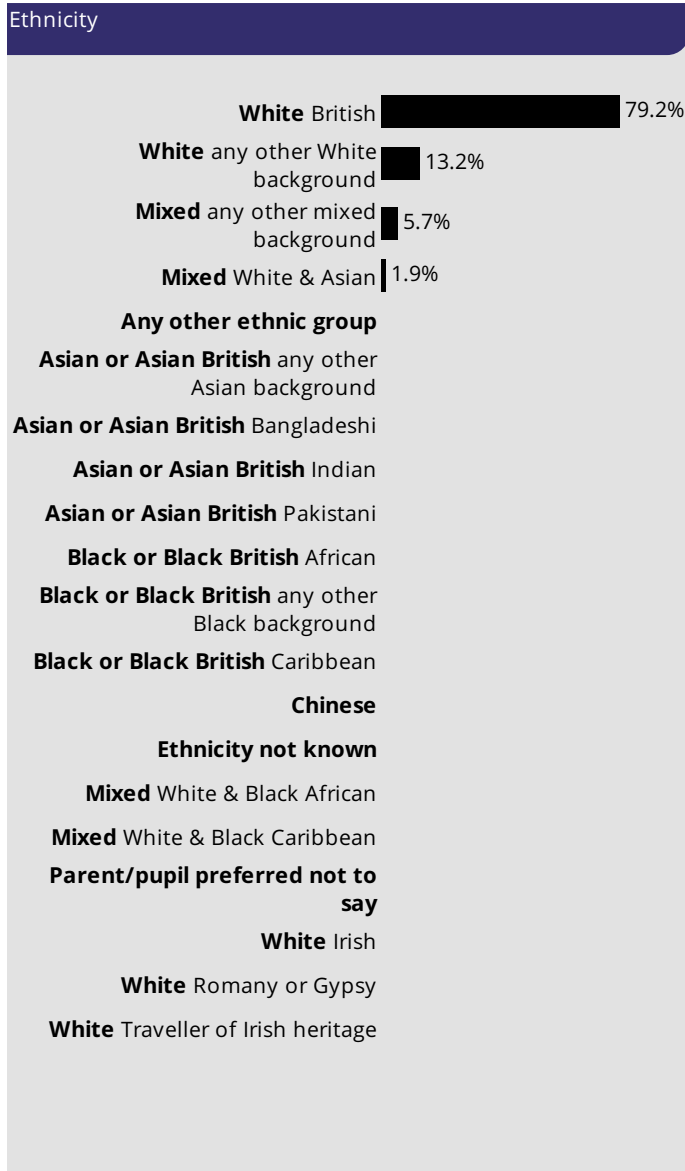 Ethnicity
White British 79.2%
White any other White
background 13.2%
Mixed any other mixed
background 5.7%
Mixed White & Asian 1.9%
Any other ethnic group
Asian or Asian British any other
Asian background
Asian or Asian British Bangladeshi
Asian or Asian British Indian
Asian or Asian British Pakistani
Black or Black British African
Black or Black British any other
Black background
Black or Black British Caribbean
Chinese
Ethnicity not known
Mixed White & Black African
Mixed White & Black Caribbean
Parent/pupil preferred not to
say
White Irish
White Romany or Gypsy
White Traveller of Irish heritage